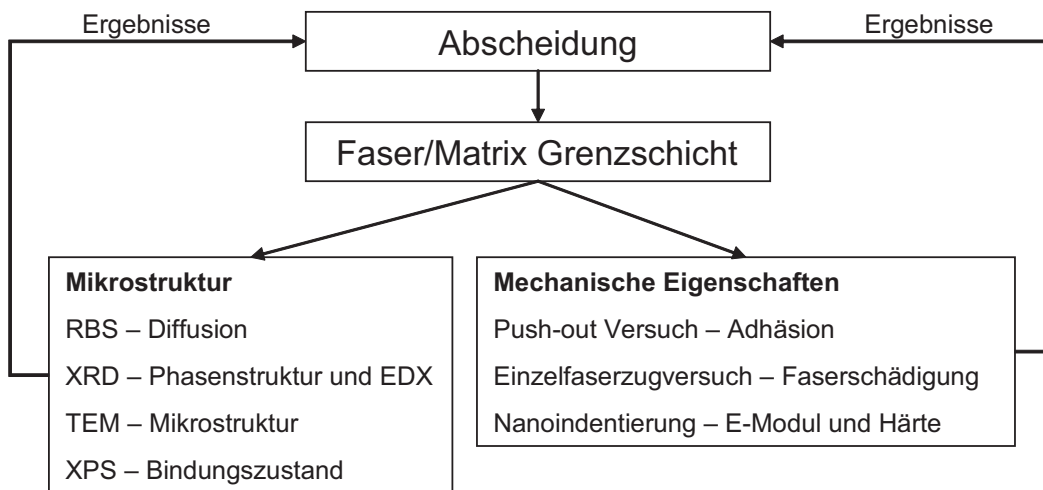 Ergebnisse
Abscheidung
Ergebnisse
Faser/Matrix Grenzschicht
Mikrostruktur
RBS – Diffusion
XRD – Phasenstruktur und EDX
TEM – Mikrostruktur
XPS – Bindungszustand
Mechanische Eigenschaften
Push-out Versuch – Adhäsion
Einzelfaserzugversuch – Faserschädigung
Nanoindentierung – E-Modul und Härte